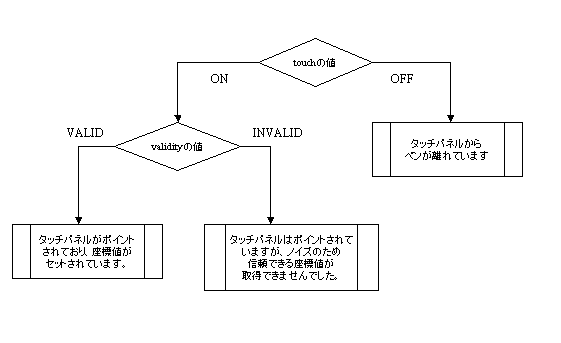 touchの値
ON
OFF
タッチパネルから
ペンが離れています
VALID
validityの値
INVALID
タッチパネルがポイント
されており、座標値が
セットされています。
タッチパネルはポイントされて
いますが、ノイズのため
信頼できる座標値が
取得できませんでした。